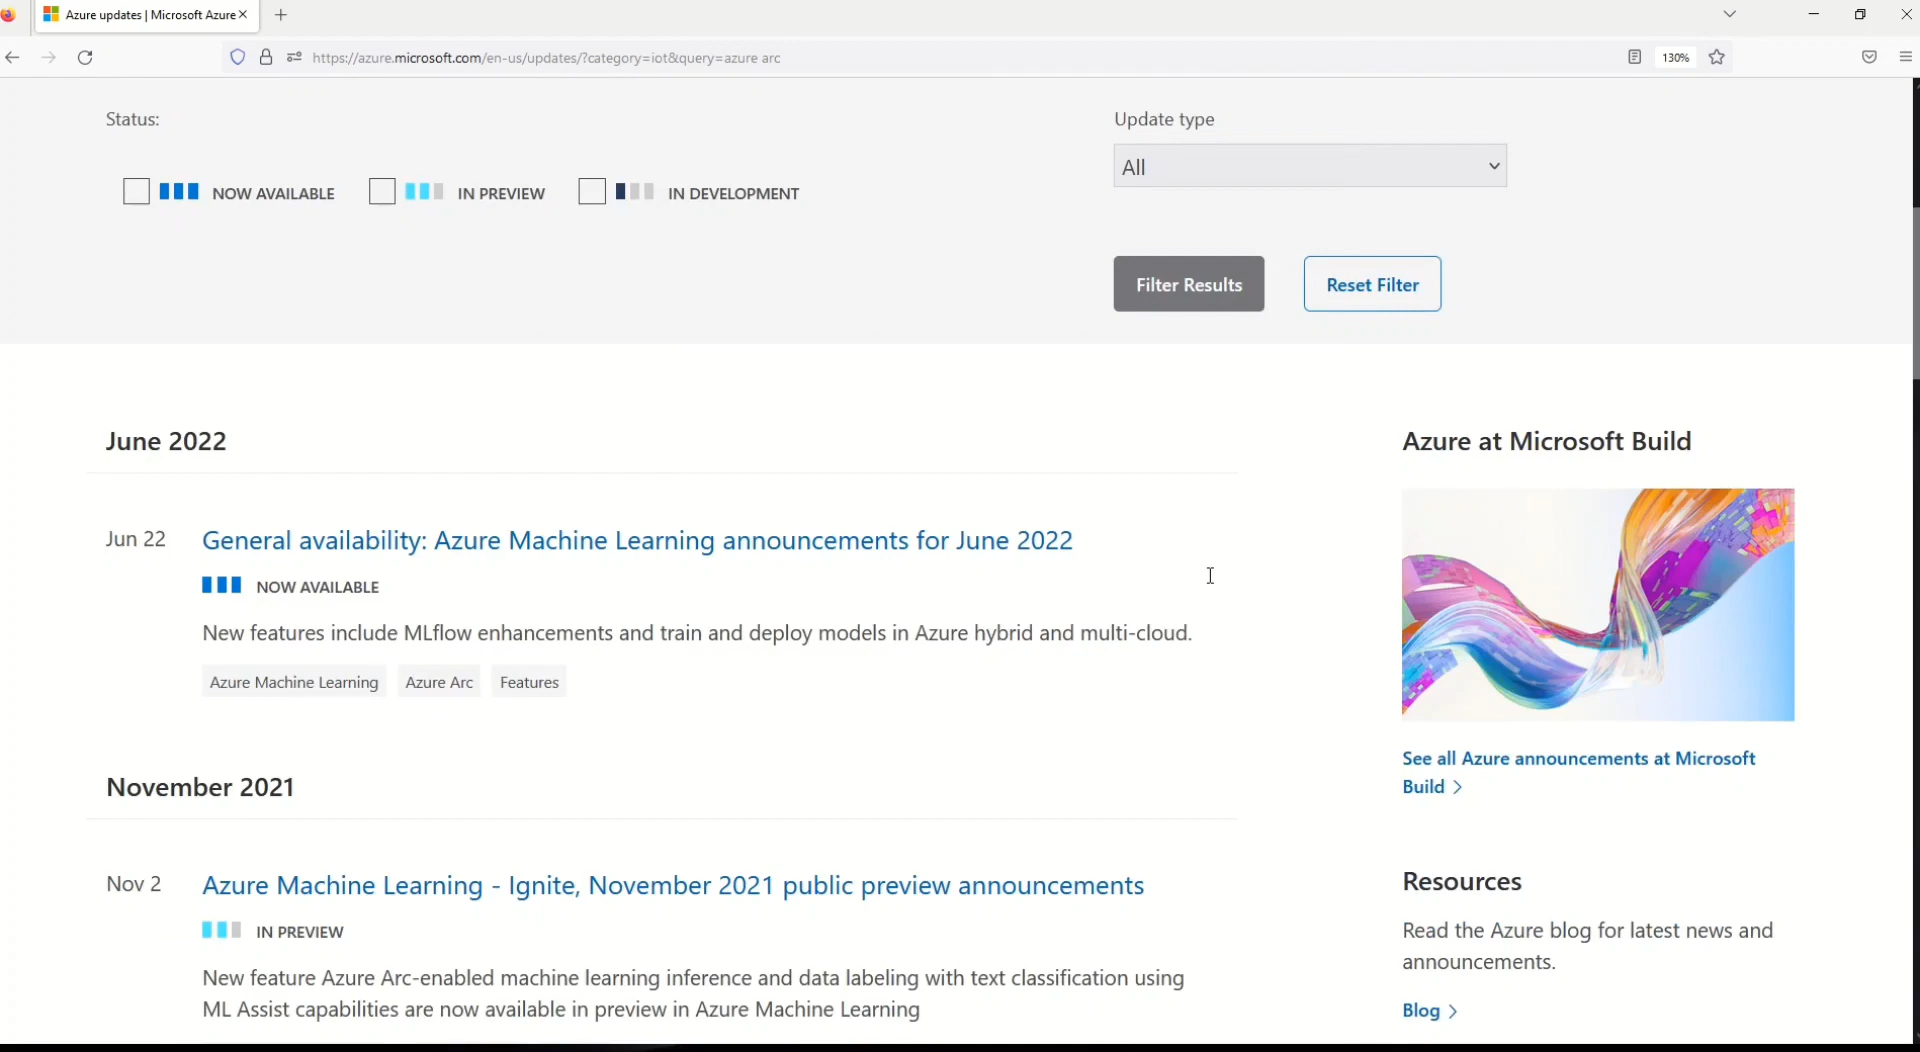 Azure updates | Microsoft Azure
https://azure.microsoft.com/en-us/updates/?category=iot&query=azure arc
130%
Status:
Update type
All
NOW AVAILABLE
IN PREVIEW
IN DEVELOPMENT
Filter Results
Reset Filter
June 2022
Jun 22
General availability: Azure Machine Learning announcements for June 2022
NOW AVAILABLE
New features include MLflow enhancements and train and deploy models in Azure hybrid and multi-cloud.
Azure Machine Learning
Azure Arc
Features
November 2021
Nov 2
Azure Machine Learning - Ignite, November 2021 public preview announcements
IN PREVIEW
New feature Azure Arc-enabled machine learning inference and data labeling with text classification using
ML Assist capabilities are now available in preview in Azure Machine Learning
Azure at Microsoft Build
See all Azure announcements at Microsoft
Build
Resources
Read the Azure blog for latest news and
announcements.
Blog